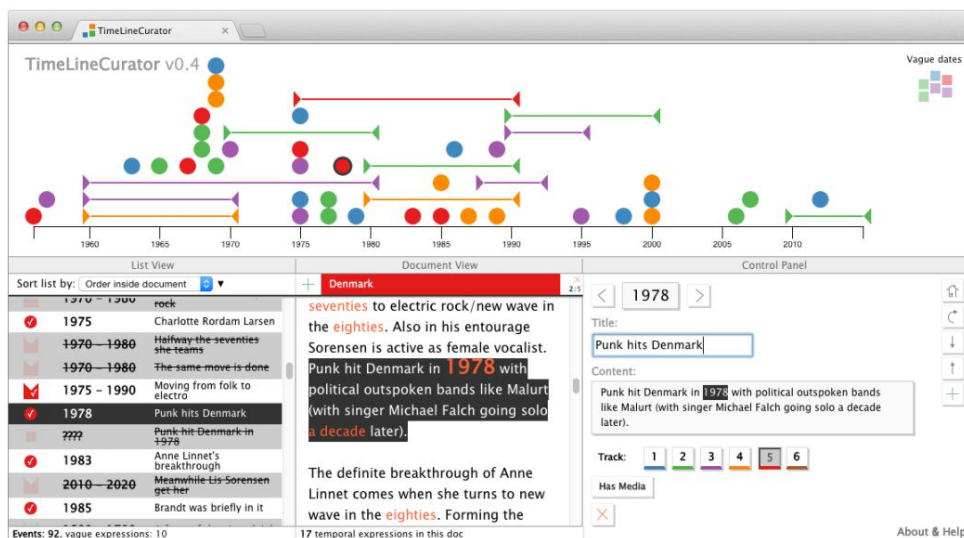 TimeLineCurator
TimeLineCurator v0.4
Vague dates
1960 1965 1970 1975 1980 1985 1990 1995 2000 2005 2010
List View
Document View
Control Panel
Sort list by: Order inside document
Denmark
2/5
1970 – 1980
rock
1975 Charlotte Rordam Larsen
1970 – 1980 Halfway the seventies
she teams
1970 – 1980 The same move is done
1975 – 1990 Moving from folk to
electro
1978 Punk hits Denmark
???? Punk hit Denmark in
1978
1983 Anne Linnet's
breakthrough
2010 – 2020 Meanwhile Lis Sorensen
get her
1985 Brandt was briefly in it
Events: 92, vague expressions: 10
seventies to electric rock/new wave in
the eighties. Also in his entourage
Sorensen is active as female vocalist.
Punk hit Denmark in 1978 with
political outspoken bands like Malurt
(with singer Michael Falch going solo
a decade later).
The definitive breakthrough of Anne
Linnet comes when she turns to new
wave in the eighties. Forming the
17 temporal expressions in this doc
1978
Title:
Punk hits Denmark
Content:
Punk hit Denmark in 1978 with political outspoken bands
like Malurt (with singer Michael Falch going solo a decade
later).
Track: 1 2 3 4 5 6
Has Media
About & Help